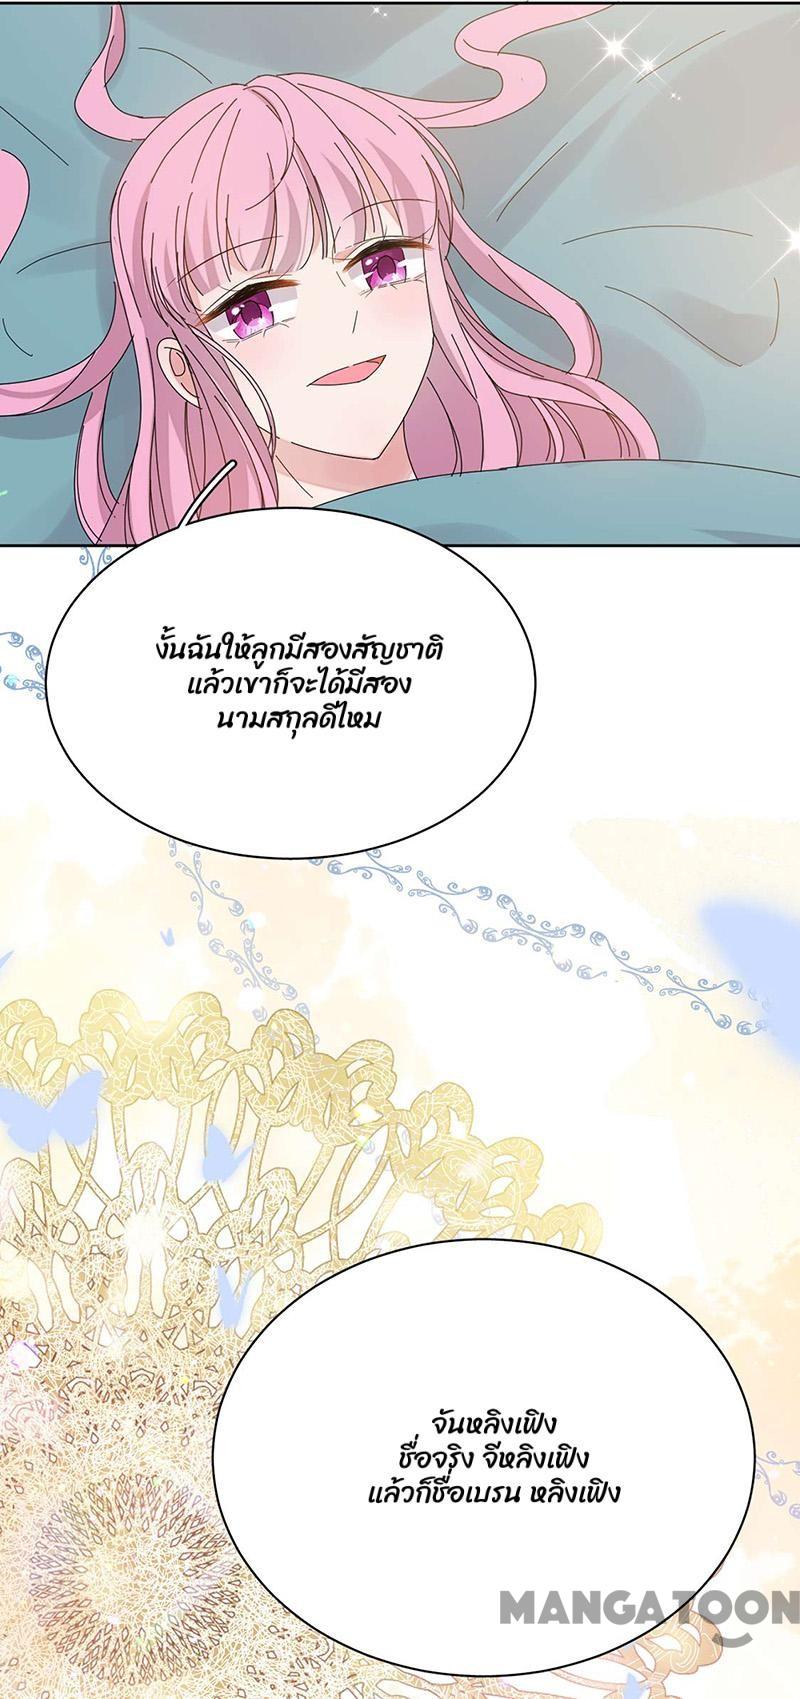 งั้นฉันให้ลูกมีสองสัญชาติ
แล้วเขาก็จะได้มีสอง
นามสกุลดีไหม
จันหลิงเฟิง
ชื่อจริง จีหลิงเฟิง
แล้วก็ชื่อเบรน หลิงเฟิง
MANGATOON